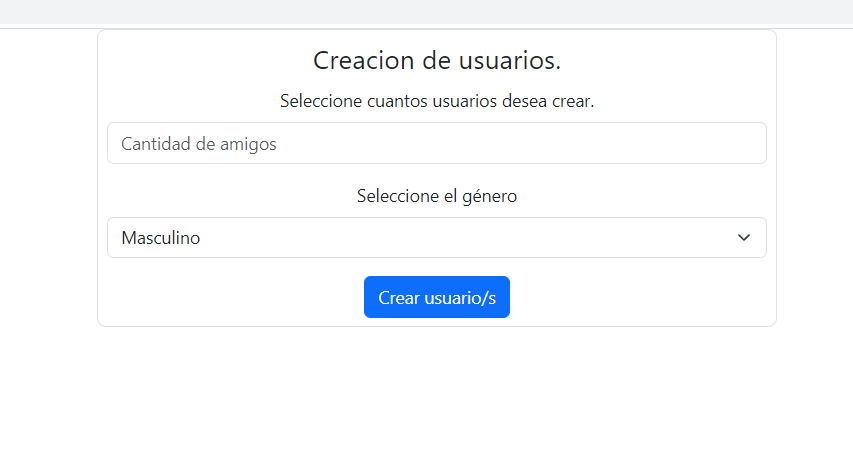 Creacion de usuarios.
Seleccione cuantos usuarios desea crear.
Cantidad de amigos
Seleccione el género
Masculino
Crear usuario/s